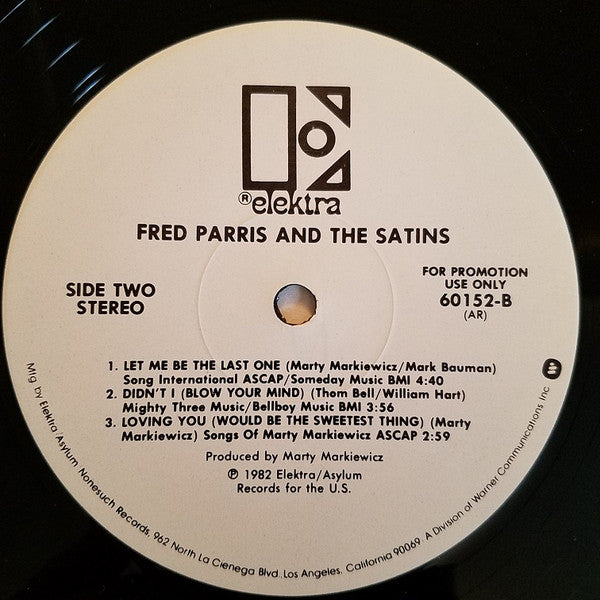 ® elektra
FRED PARRIS AND THE SATINS
SIDE TWO
STEREO
FOR PROMOTION
USE ONLY
60152-B
(AR)
1. LET ME BE THE LAST ONE (Marty Markiewicz/Mark Bauman)
Song International ASCAP/Someday Music BMI 4:40
2. DIDN'T I (BLOW YOUR MIND) (Thom Bell/William Hart)
Mighty Three Music/Bellboy Music BMI 3:56
3. LOVING YOU (WOULD BE THE SWEETEST THING) (Marty
Markiewicz) Songs Of Marty Markiewicz ASCAP 2:59
Produced by Marty Markiewicz
℗ 1982 Elektra/Asylum
Records for the U.S.
Mfg. by Elektra/Asylum Nonesuch Records, 962 North La Cienega Blvd., Los Angeles, California 90069 A Division of Warner Communications Inc